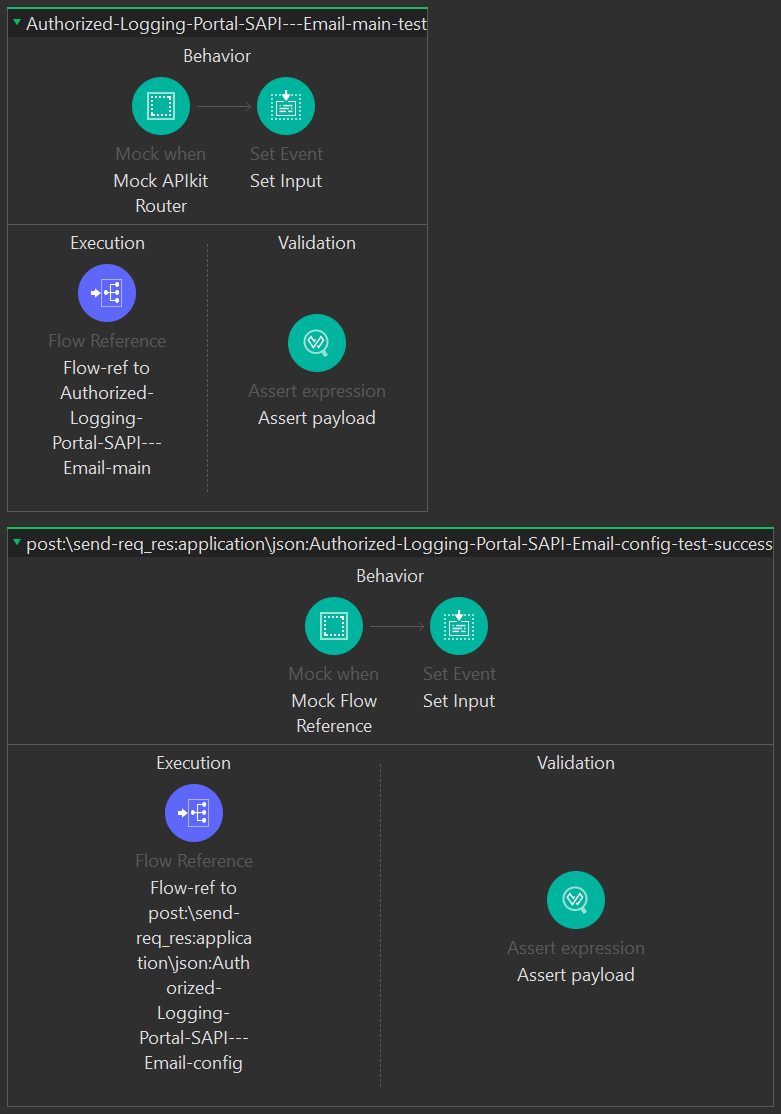 Authorized-Logging-Portal-SAPI---Email-main-test
Behavior
Mock when
Mock APIkit
Router
Set Event
Set Input
Execution
Flow Reference
Flow-ref to
Authorized-
Logging-
Portal-SAPI---
Email-main
Validation
Assert expression
Assert payload
post:\send-req_res:application\json:Authorized-Logging-Portal-SAPI-Email-config-test-success
Behavior
Mock when
Mock Flow
Reference
Set Event
Set Input
Execution
Flow Reference
Flow-ref to
post:\send-
req_res:applica
tion\json:Auth
orized-
Logging-
Portal-SAPI---
Email-config
Validation
Assert expression
Assert payload